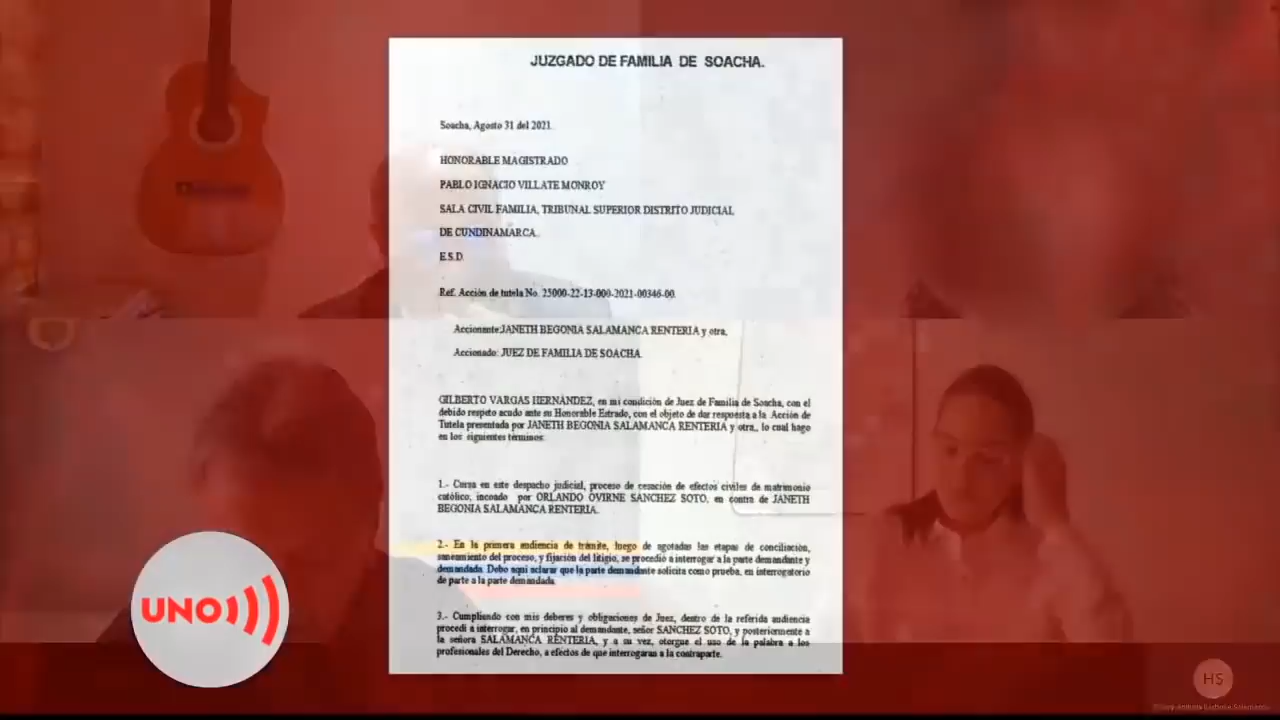 JUZGADO DE FAMILIA DE SOACHA.
Soacha, Agosto 31 del 2021.
HONORABLE MAGISTRADO
PABLO IGNACIO VILLATE MONROY
SALA CIVIL FAMILIA, TRIBUNAL SUPERIOR DISTRITO JUDICIAL
DE CUNDINAMARCA.
E.S.D.
Ref. Acción de tutela No. 25000-22-13-000-2021-00346-00.
Accionante:JANETH BEGONIA SALAMANCA RENTERIA y otra.
Accionado: JUEZ DE FAMILIA DE SOACHA.
GILBERTO VARGAS HERNÁNDEZ, en mi condición de Juez de Familia de Soacha, con el
debido respeto acudo ante su Honorable Estrado, con el objeto de dar respuesta a la Acción de
Tutela presentada por JANETH BEGONIA SALAMANCA RENTERIA y otra., lo cual hago
en los siguientes términos:
1.- Cursa en este despacho judicial, proceso de cesación de efectos civiles de matrimonio
católico, incoado por ORLANDO OVIRNE SANCHEZ SOTO, en contra de JANETH
BEGONIA SALAMANCA RENTERIA.
2.- En la primera audiencia de trámite, luego de agotadas las etapas de conciliación,
saneamiento del proceso, y fijación del litigio, se procedió a interrogar a la parte demandante y
demandada. Debo aquí aclarar que la parte demandante solicita como prueba, en interrogatorio
de parte a la parte demandada.
3.- Cumpliendo con mis deberes y obligaciones de Juez, dentro de la referida audiencia
procedí a interrogar, en principio al demandante, señor SANCHEZ SOTO, y posteriormente a
la señora SALAMANCA RENTERIA, y a su vez, otorgue el uso de la palabra a los
profesionales del Derecho, a efectos de que interrogaran a la contraparte.
UNO
HS